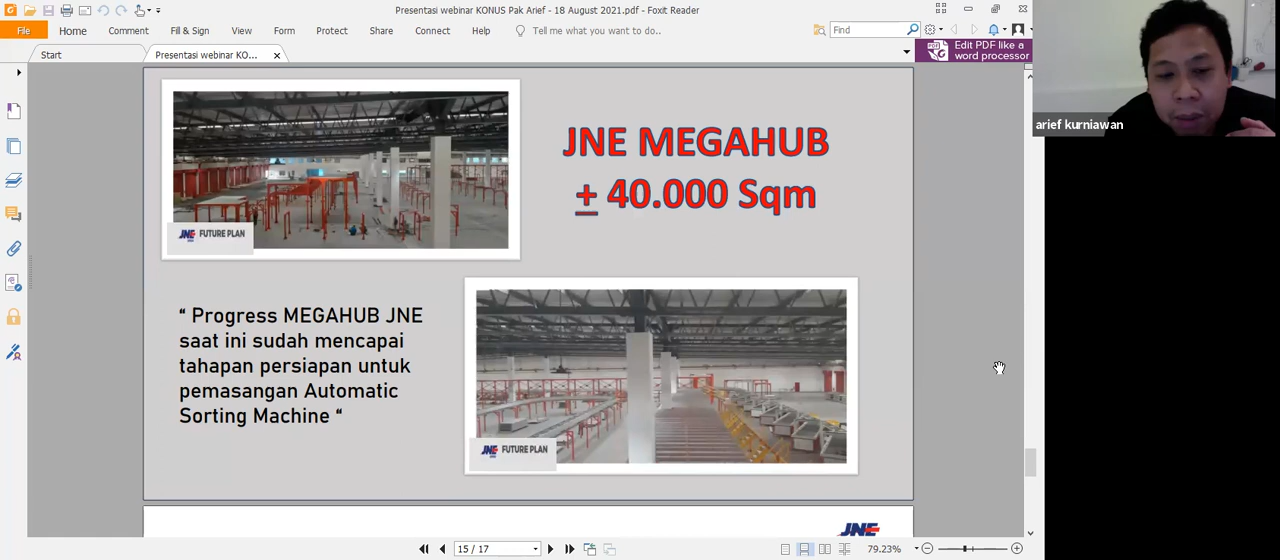 Presentasi webinar KONUS Pak Arief - 18 August 2021.pdf - Foxit Reader
File Home Comment Fill & Sign View Form Protect Share Connect Help Tell me what you want to do.. Find
Start Presentasi webinar KO... Edit PDF like a
word processor
arief kurniawan
JNE MEGAHUB
± 40.000 Sqm
JNE FUTURE PLAN
“ Progress MEGAHUB JNE
saat ini sudah mencapai
tahapan persiapan untuk
pemasangan Automatic
Sorting Machine “
JNE FUTURE PLAN
JNE
15 / 17 79.23%